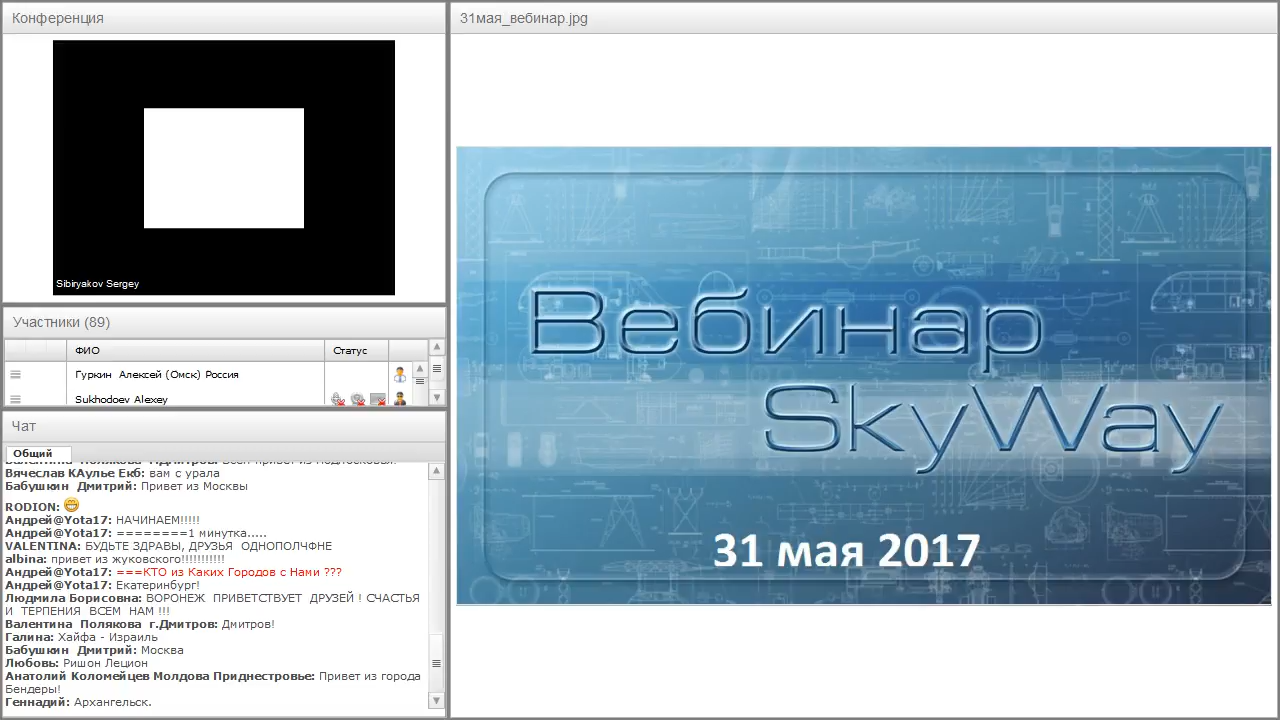 Конференция
Sibiryakov Sergey
Участники (89)
ФИО
Статус
Гуркин Алексей (Омск) Россия
Sukhodoev Alexey
Чат
Общий
Вячеслав КАулье Екб: вам с урала
Бабушкин Дмитрий: Привет из Москвы
RODION:
Андрей@Yota17: НАЧИНАЕМ!!!!!
Андрей@Yota17: ========1 минутка.....
VALENTINA: БУДЬТЕ ЗДРАВЫ, ДРУЗЬЯ ОДНОПОЛЧФНЕ
albina: привет из жуковского!!!!!!!!!!!
Андрей@Yota17: ===КТО из Каких Городов с Нами ???
Андрей@Yota17: Екатеринбург!
Людмила Борисовна: ВОРОНЕЖ ПРИВЕТСТВУЕТ ДРУЗЕЙ ! СЧАСТЬЯ
И ТЕРПЕНИЯ ВСЕМ НАМ !!!
Валентина Полякова г.Дмитров: Дмитров!
Галина: Хайфа - Израиль
Бабушкин Дмитрий: Москва
Любовь: Ришон Лецион
Анатолий Коломейцев Молдова Приднестровье: Привет из города
Бендеры!
Геннадий: Архангельск.
31мая_вебинар.jpg
Вебинар
SkyWay
31 мая 2017